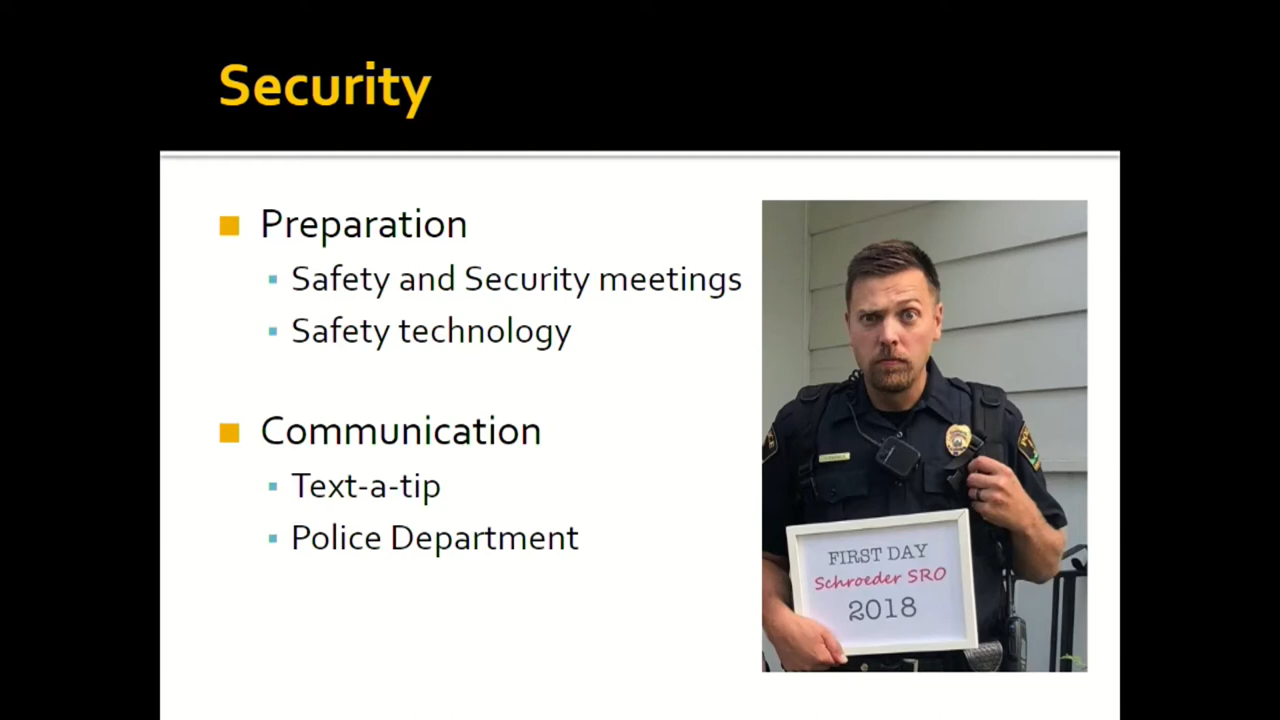 Security
Preparation
Safety and Security meetings
Safety technology
Communication
Text-a-tip
Police Department
FIRST DAY
Schroeder SRO
2018